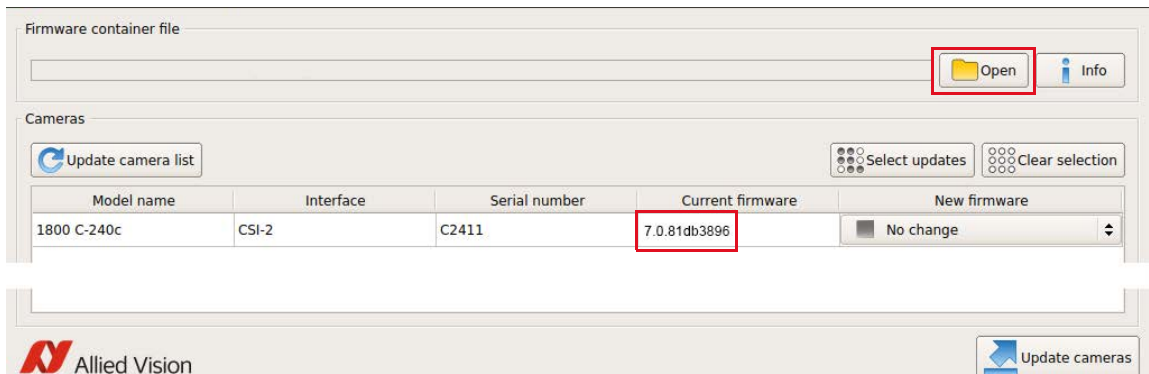 Firmware container file
Open Info
Cameras
Update camera list Select updates Clear selection
Model name Interface Serial number Current firmware New firmware
1800 C-240c CSI-2 C2411 7.0.81db3896 No change
Allied Vision Update cameras